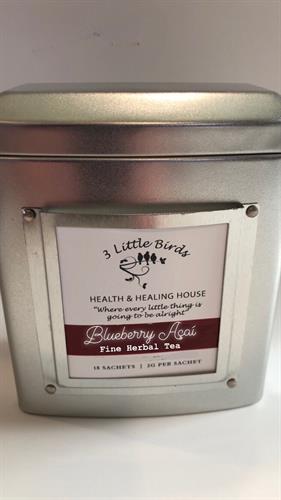 3 Little Birds
HEALTH & HEALING HOUSE
"Where every little thing is
going to be alright"
Blueberry Açaí
Fine Herbal Tea
18 SACHETS | 2G PER SACHET